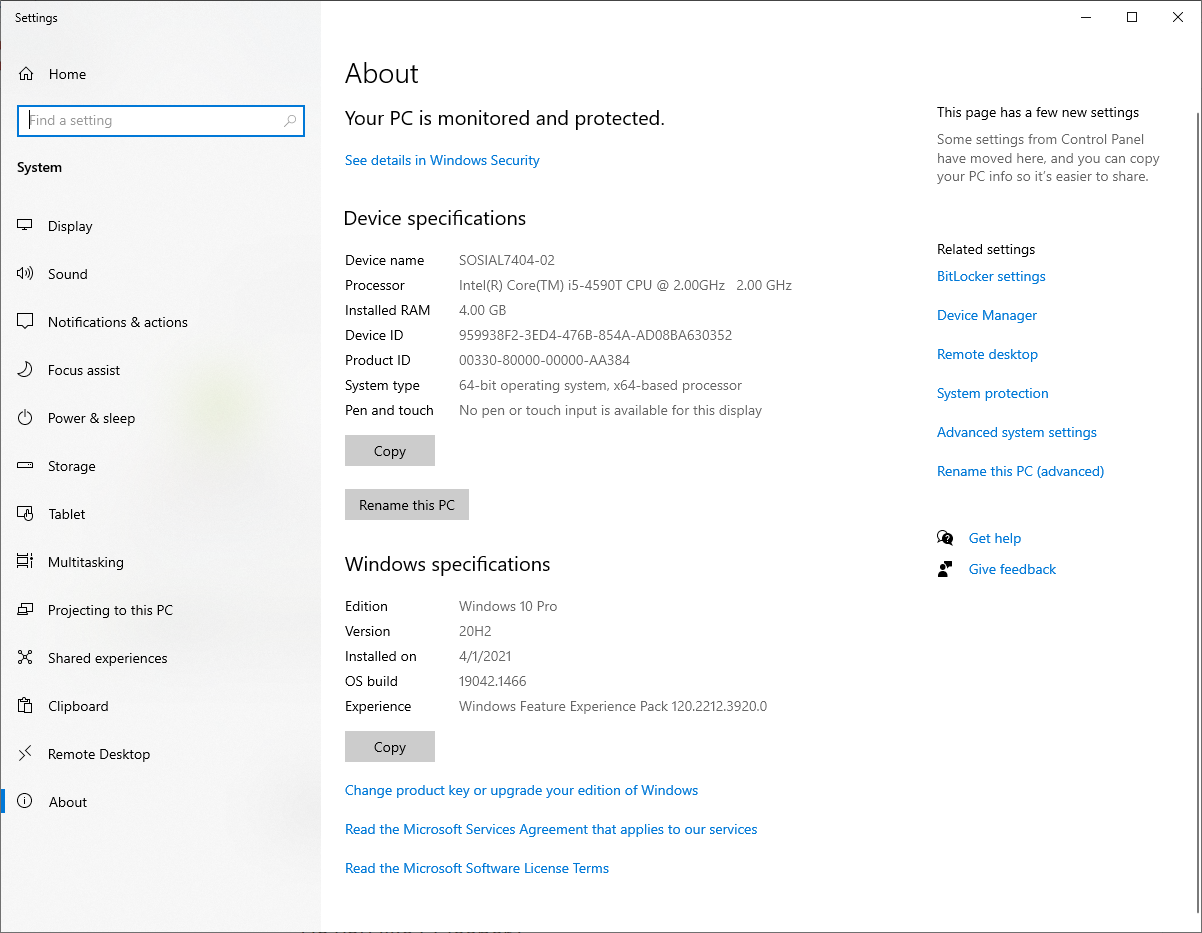 Settings
Home
Find a setting
System
Display
Sound
Notifications & actions
Focus assist
Power & sleep
Storage
Tablet
Multitasking
Projecting to this PC
Shared experiences
Clipboard
Remote Desktop
About
About
Your PC is monitored and protected.
See details in Windows Security
Device specifications
Device name SOSIAL7404-02
Processor Intel(R) Core(TM) i5-4590T CPU @ 2.00GHz 2.00 GHz
Installed RAM 4.00 GB
Device ID 959938F2-3ED4-476B-854A-AD08BA630352
Product ID 00330-80000-00000-AA384
System type 64-bit operating system, x64-based processor
Pen and touch No pen or touch input is available for this display
Copy
Rename this PC
Windows specifications
Edition Windows 10 Pro
Version 20H2
Installed on 4/1/2021
OS build 19042.1466
Experience Windows Feature Experience Pack 120.2212.3920.0
Copy
Change product key or upgrade your edition of Windows
Read the Microsoft Services Agreement that applies to our services
Read the Microsoft Software License Terms
This page has a few new settings
Some settings from Control Panel
have moved here, and you can copy
your PC info so it's easier to share.
Related settings
BitLocker settings
Device Manager
Remote desktop
System protection
Advanced system settings
Rename this PC (advanced)
Get help
Give feedback